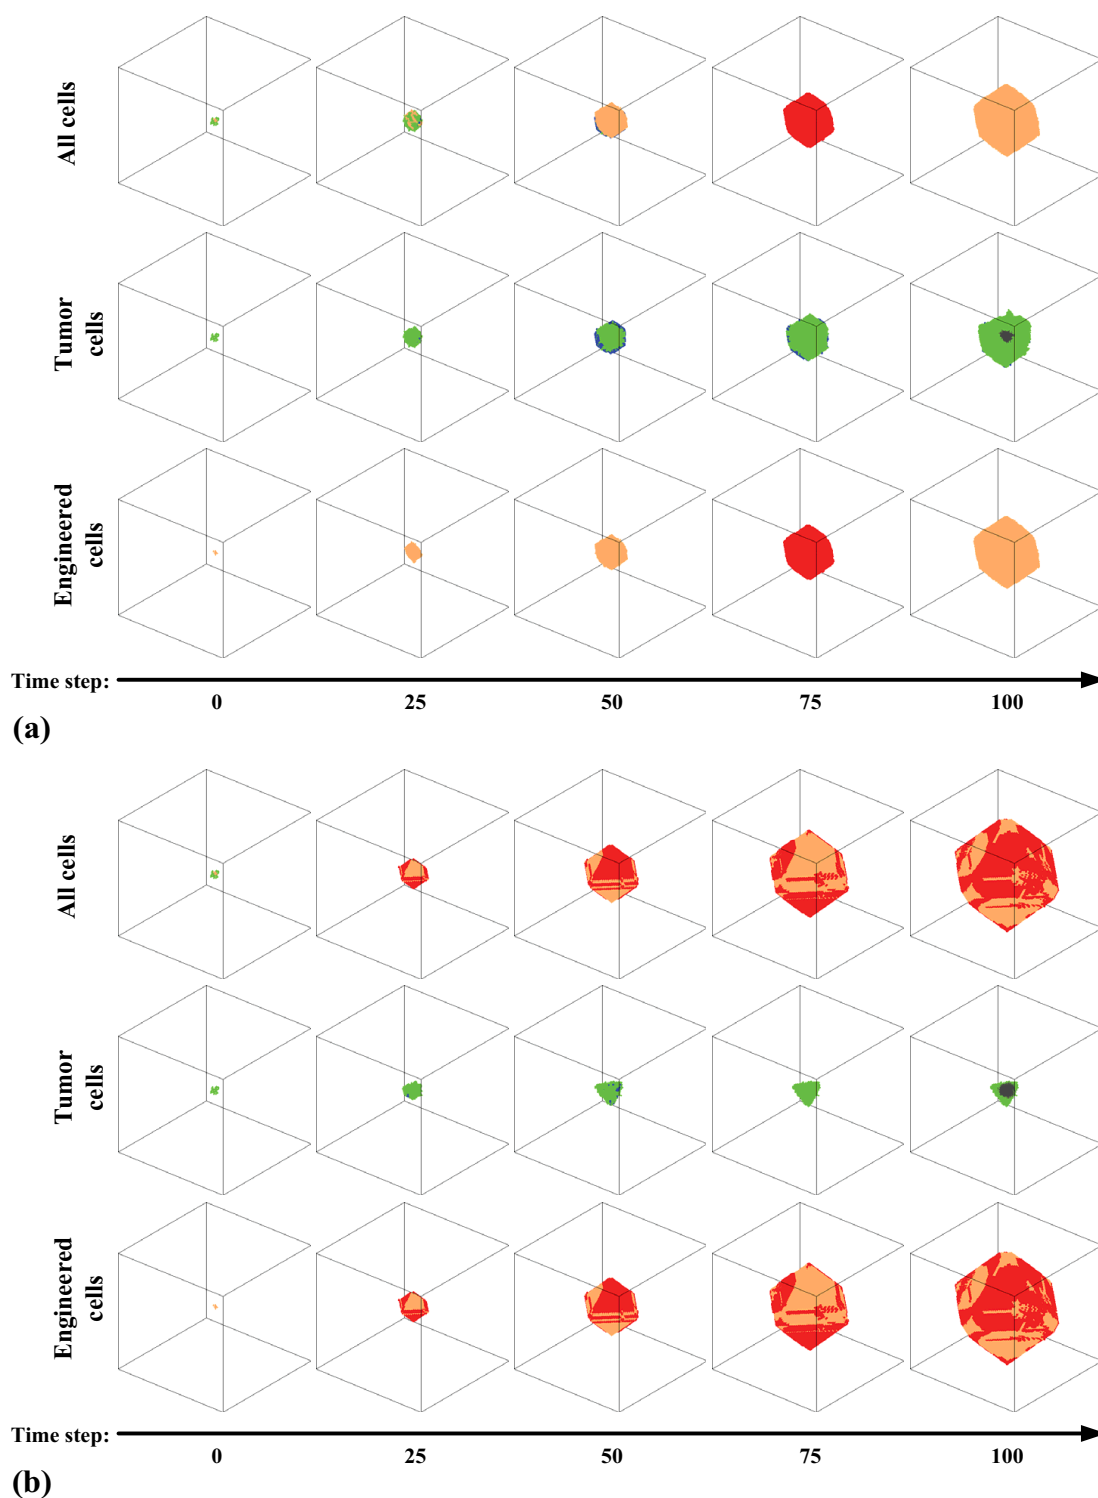 All cells
Tumor
cells
Engineered
cells
Time step:
0 25 50 75 100
(a)
All cells
Tumor
cells
Engineered
cells
Time step:
0 25 50 75 100
(b)